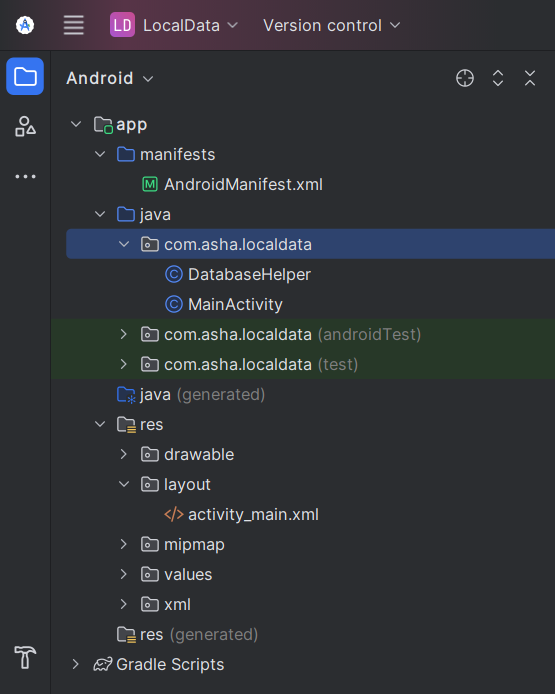 LD LocalData Version control
Android
app
manifests
M AndroidManifest.xml
java
com.asha.localdata
C DatabaseHelper
C MainActivity
com.asha.localdata (androidTest)
com.asha.localdata (test)
java (generated)
res
drawable
layout
</> activity_main.xml
mipmap
values
xml
res (generated)
Gradle Scripts